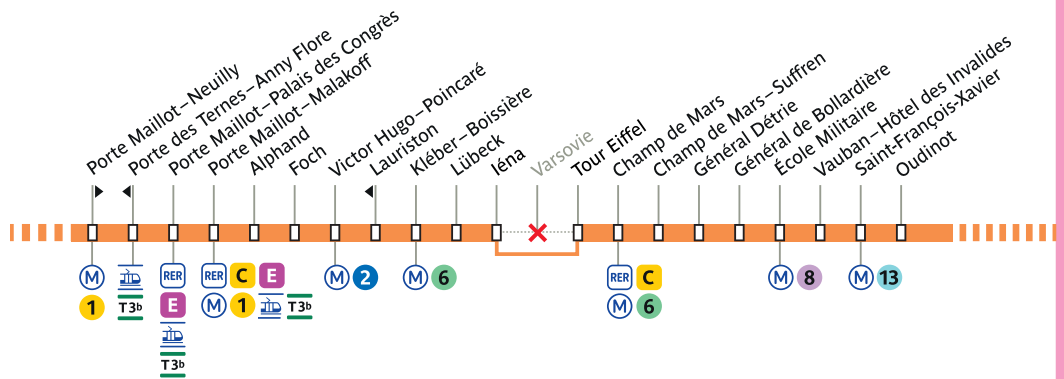 Porte Maillot–Neuilly
Porte des Ternes–Anny Flore
Porte Maillot–Palais des Congrès
Porte Maillot–Malakoff
Alphand
Foch
Victor Hugo–Poincaré
Lauriston
Kléber–Boissière
Lübeck
Iéna
Varsovie
Tour Eiffel
Champ de Mars
Champ de Mars–Suffren
Général Détrie
Général de Bollardière
École Militaire
Vauban–Hôtel des Invalides
Saint-François-Xavier
Oudinot
M
1
T3b
RER
E
T3b
RER C E
M 1 T3b
M 2
M 6
RER C
M 6
M 8
M 13